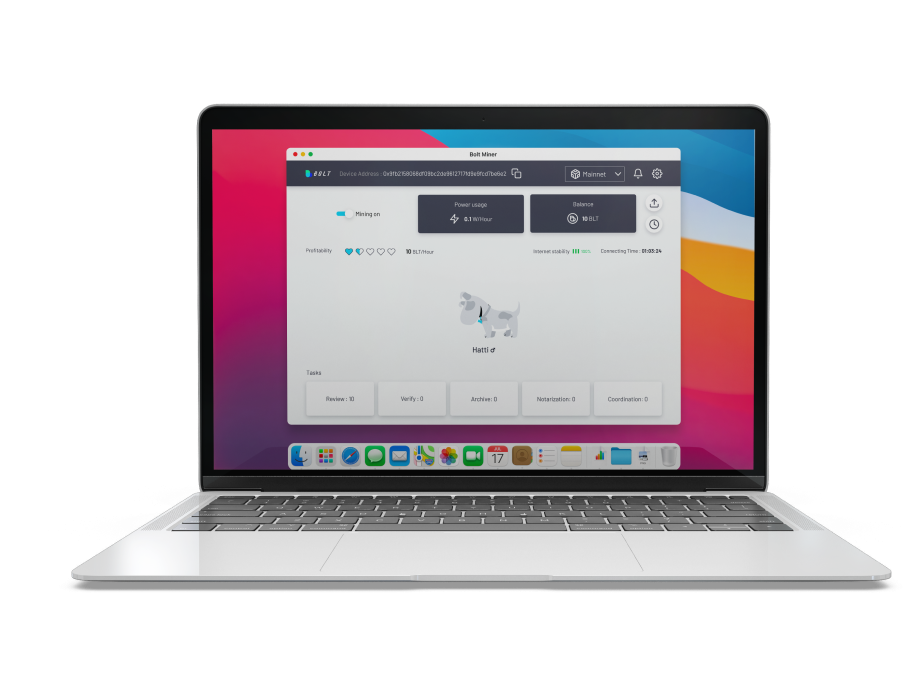 Bolt Miner
BOLT
Device Address :
Mainnet
Mining on
Power usage
0.1 W/Hour
Balance
10 BLT
Profitability
10 BLT/Hour
Internet stability
Connecting Time : 01:03:24
Hatti ♂
Tasks
Review : 10
Verify : 0
Archive: 0
Notarization: 0
Coordination: 0
JUL
17